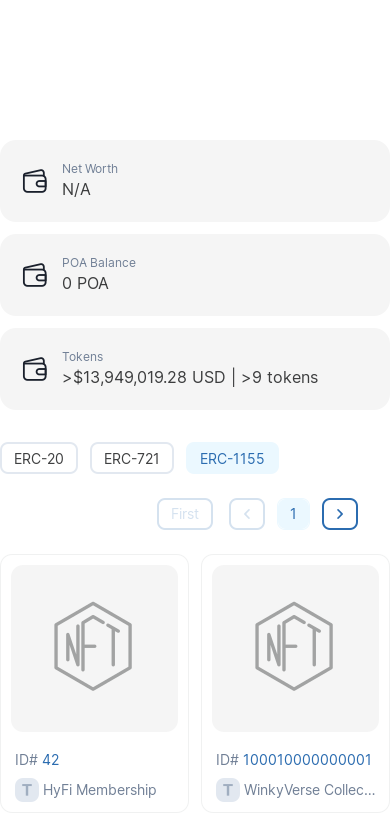 Net Worth
N/A
POA Balance
0 POA
Tokens
>$13,949,019.28 USD | >9 tokens
ERC-20 ERC-721 ERC-1155
First 1
NFT NFT
ID# 42
T HyFi Membership
ID# 100010000000001
T WinkyVerse Collec...